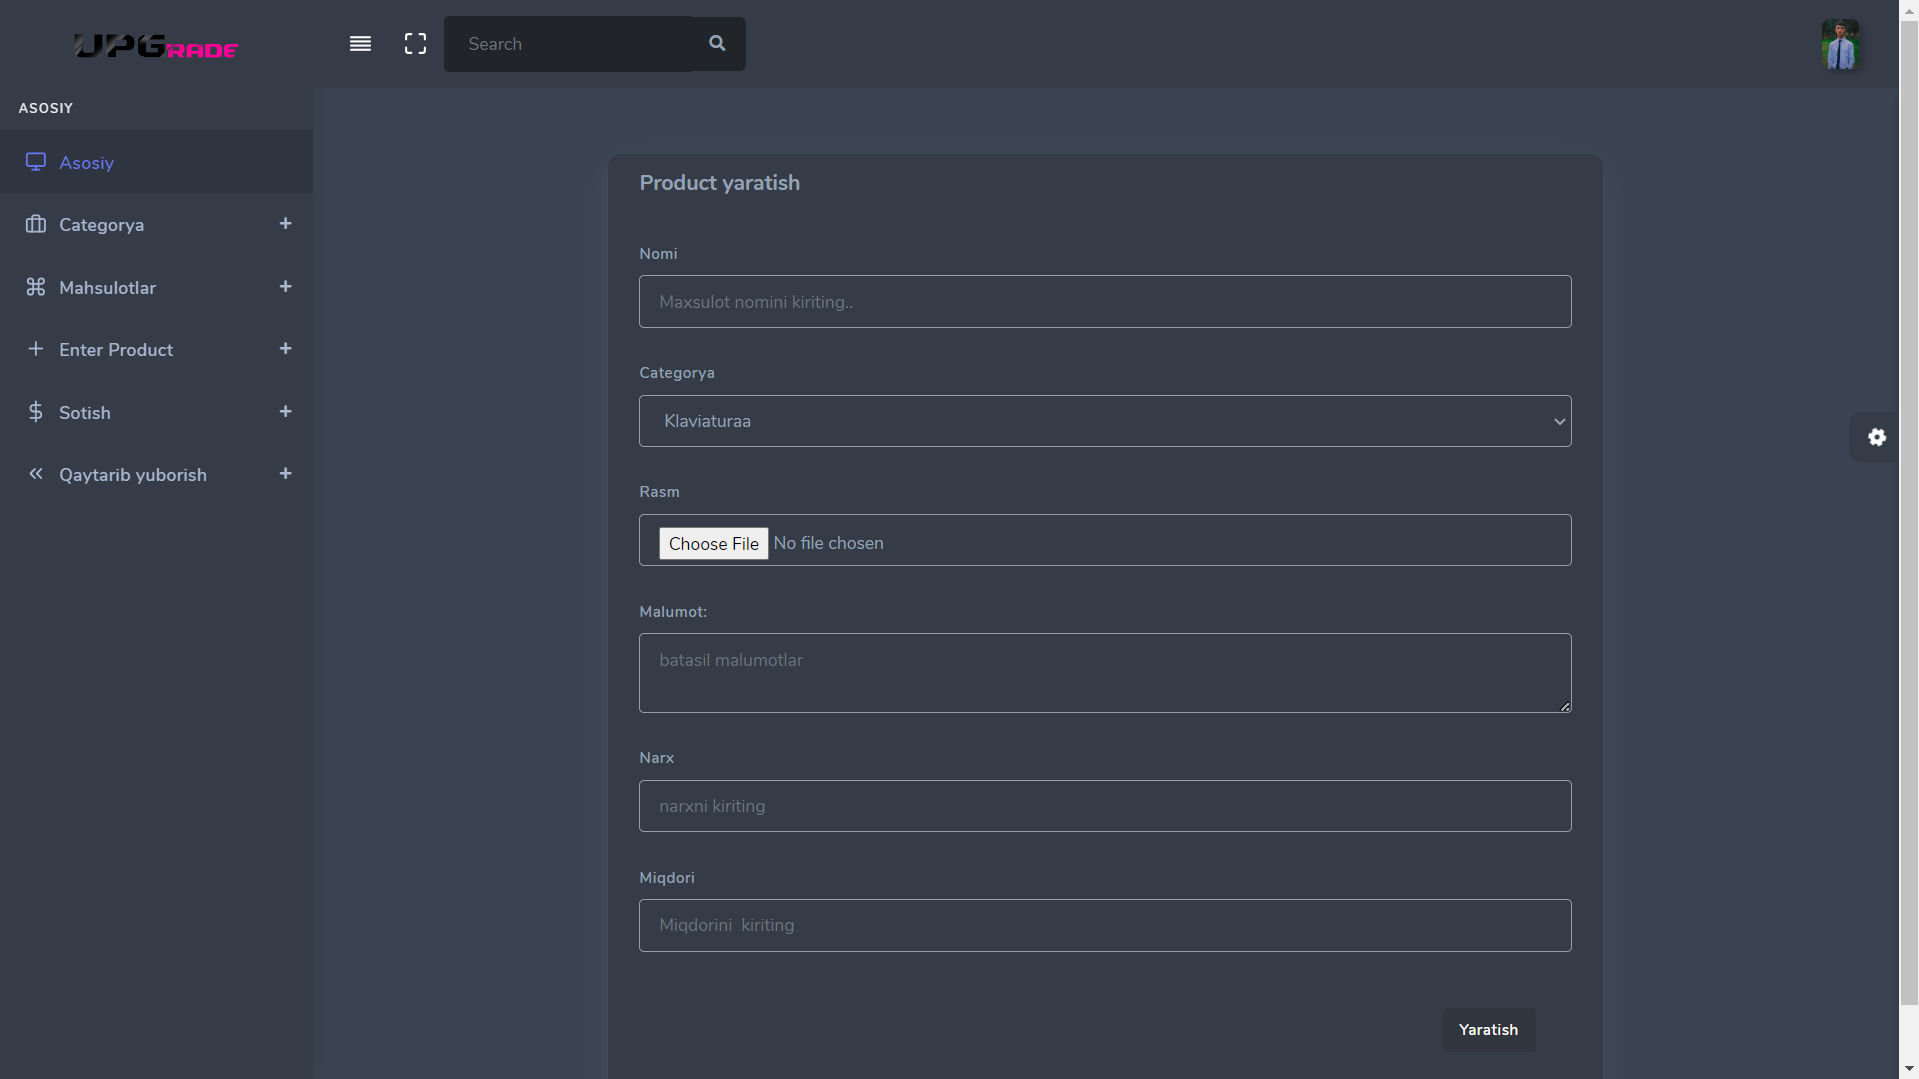 UPGRADE
Search
ASOSIY
Asosiy
Categorya
Mahsulotlar
Enter Product
Sotish
Qaytarib yuborish
Product yaratish
Nomi
Maxsulot nomini kiriting..
Categorya
Klaviaturaa
Rasm
Choose File No file chosen
Malumot:
batasil malumotlar
Narx
narxni kiriting
Miqdori
Miqdorini  kiriting
Yaratish